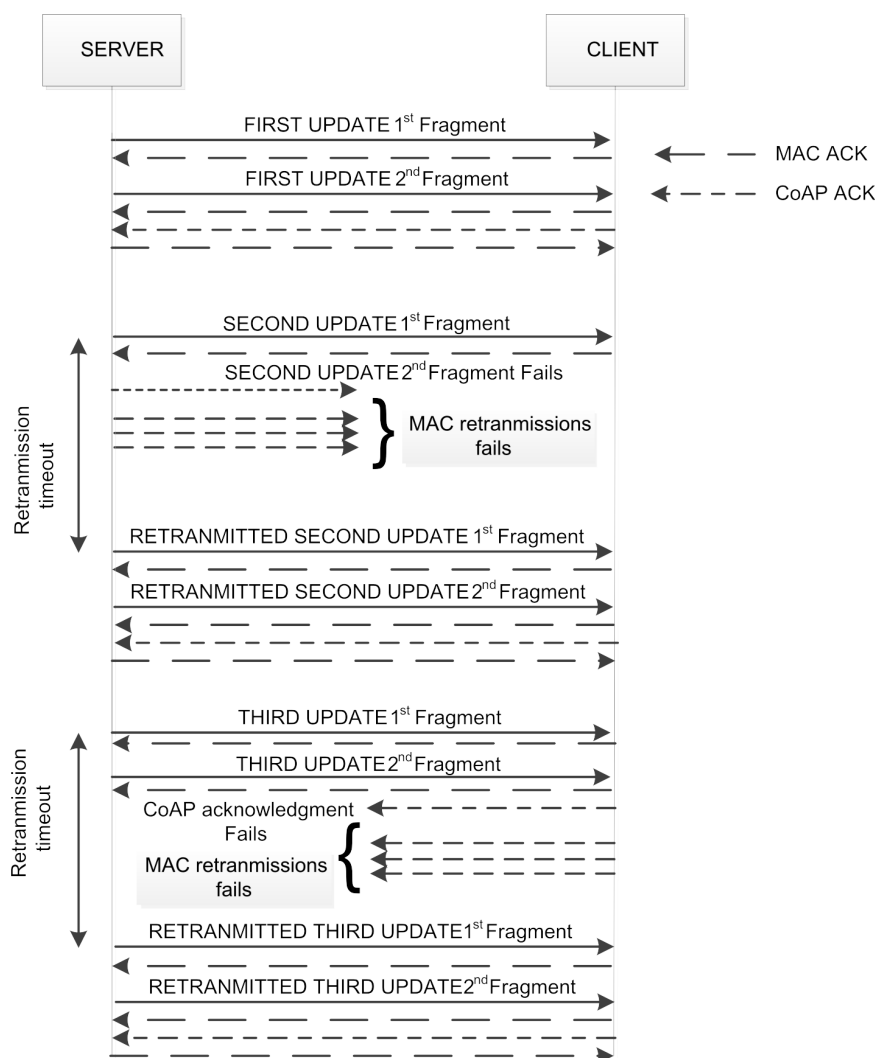 SERVER
CLIENT
FIRST UPDATE 1st Fragment
MAC ACK
FIRST UPDATE 2nd Fragment
CoAP ACK
SECOND UPDATE 1st Fragment
SECOND UPDATE 2nd Fragment Fails
MAC retranmissions
fails
Retranmission
timeout
RETRANMITTED SECOND UPDATE 1st Fragment
RETRANMITTED SECOND UPDATE 2nd Fragment
THIRD UPDATE 1st Fragment
THIRD UPDATE 2nd Fragment
Retranmission
timeout
CoAP acknowledgment
Fails
MAC retranmissions
fails
RETRANMITTED THIRD UPDATE 1st Fragment
RETRANMITTED THIRD UPDATE 2nd Fragment